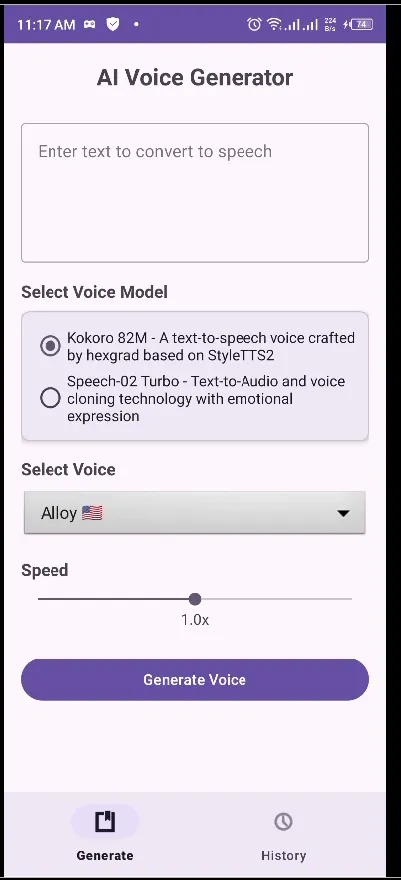 11:17 AM
224
B/s
74
AI Voice Generator
Enter text to convert to speech
Select Voice Model
Kokoro 82M - A text-to-speech voice crafted
by hexgrad based on StyleTTS2
Speech-02 Turbo - Text-to-Audio and voice
cloning technology with emotional
expression
Select Voice
Alloy 🇺🇸
Speed
1.0x
Generate Voice
Generate
History